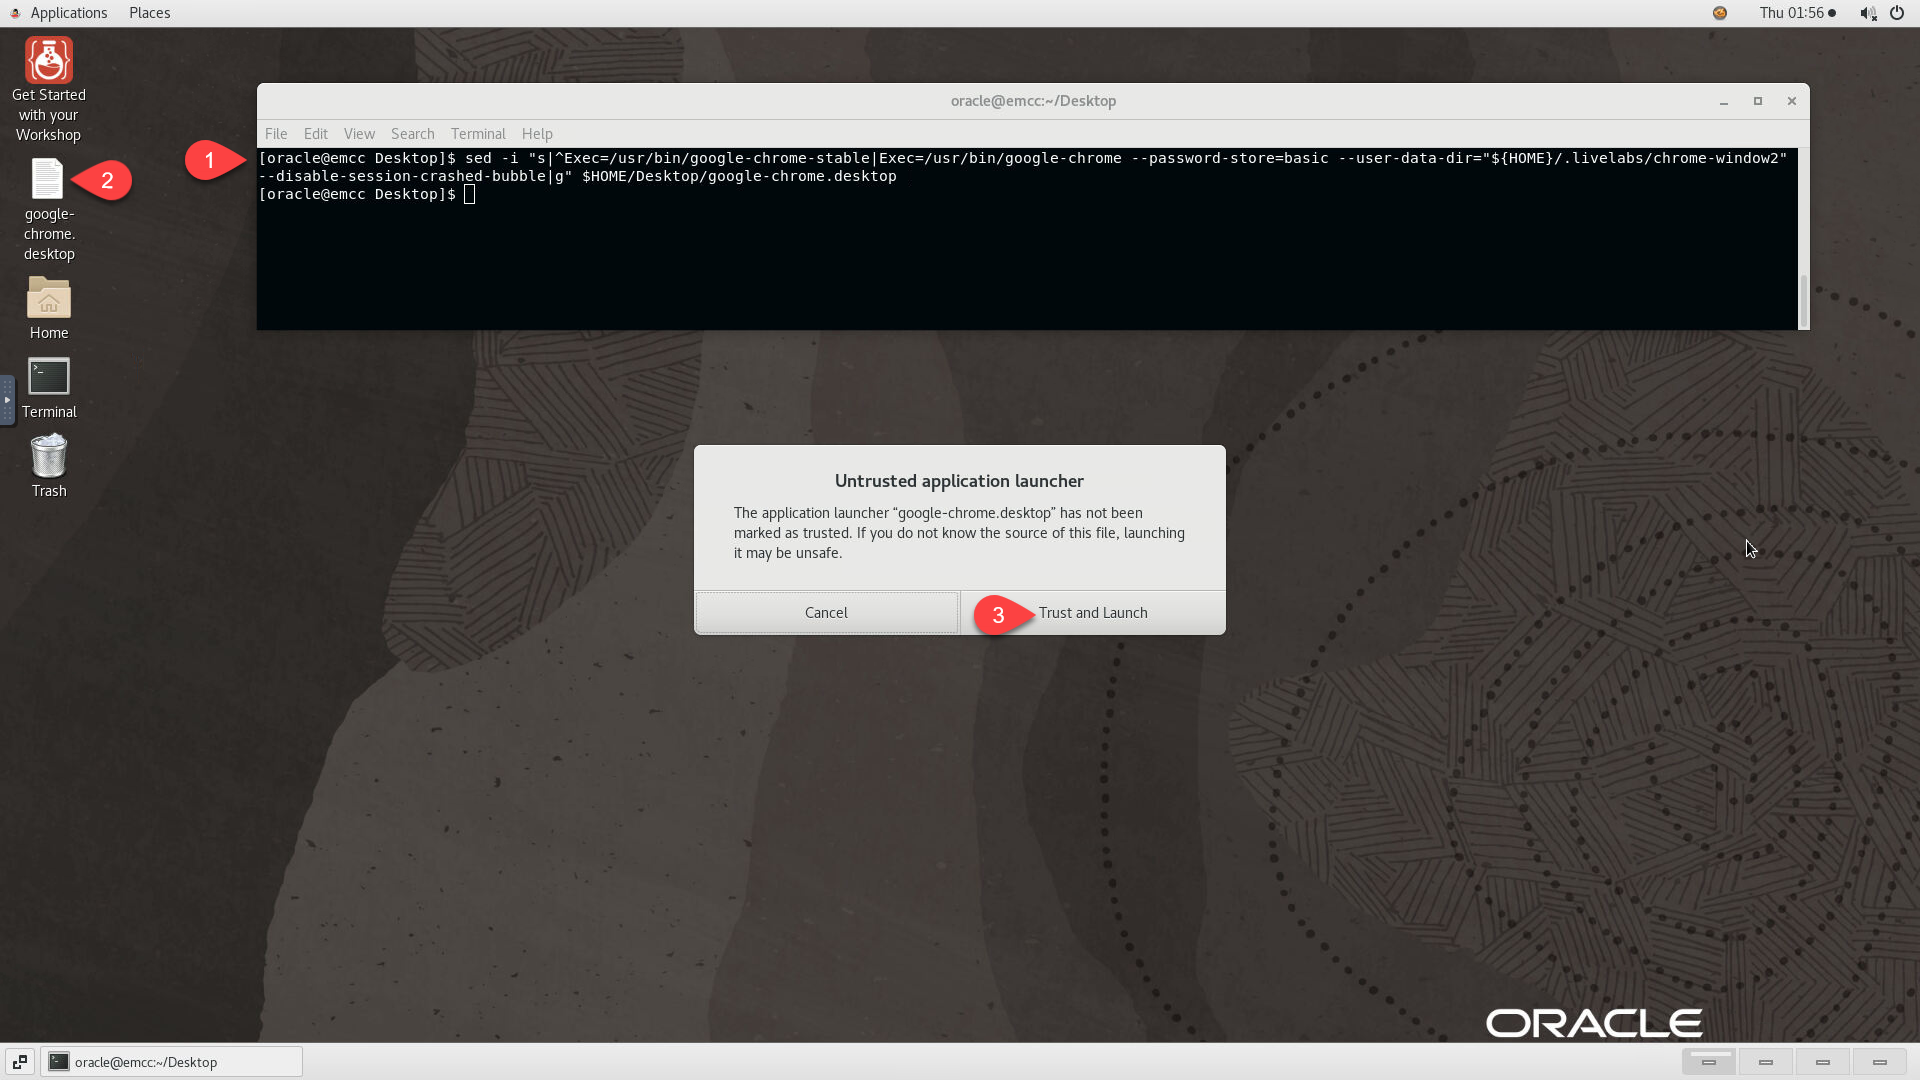 Applications Places Thu 01:56
Get Started
with your
Workshop
oracle@emcc:~/Desktop
File Edit View Search Terminal Help
1
[oracle@emcc Desktop]$ sed -i "s|^Exec=/usr/bin/google-chrome-stable|Exec=/usr/bin/google-chrome --password-store=basic --user-data-dir="${HOME}/.livelabs/chrome-window2"
--disable-session-crashed-bubble|g" $HOME/Desktop/google-chrome.desktop
[oracle@emcc Desktop]$
2
google-
chrome.
desktop
Home
Terminal
Trash
Untrusted application launcher
The application launcher “google-chrome.desktop” has not been
marked as trusted. If you do not know the source of this file, launching
it may be unsafe.
Cancel 3 Trust and Launch
ORACLE
oracle@emcc:~/Desktop